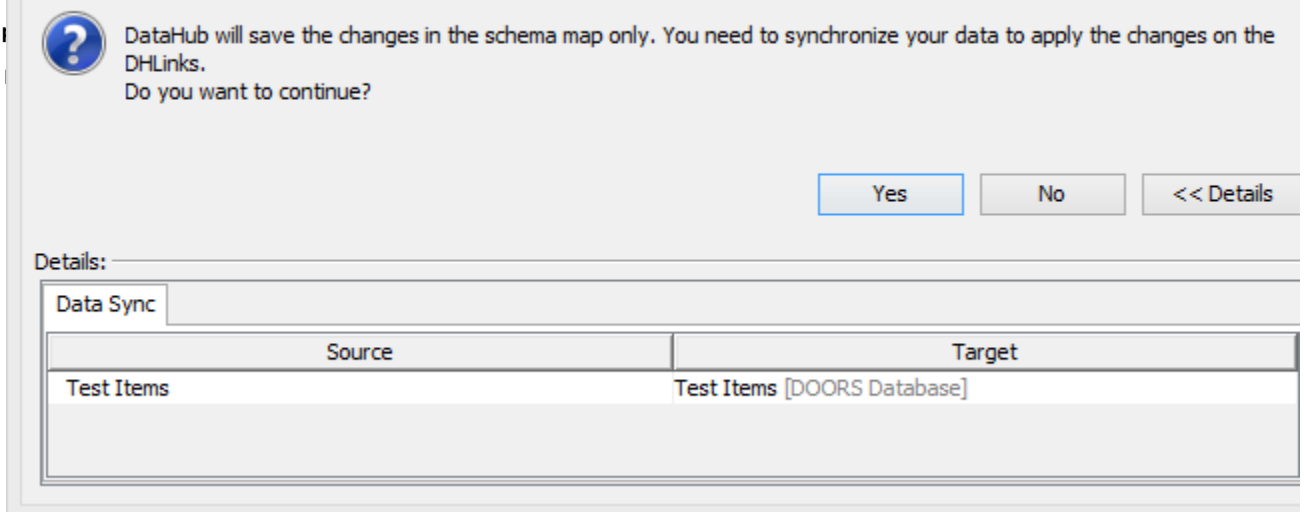 DataHub will save the changes in the schema map only. You need to synchronize your data to apply the changes on the
DHLinks.
Do you want to continue?
Yes No << Details
Details:
Data Sync
Source Target
Test Items Test Items [DOORS Database]